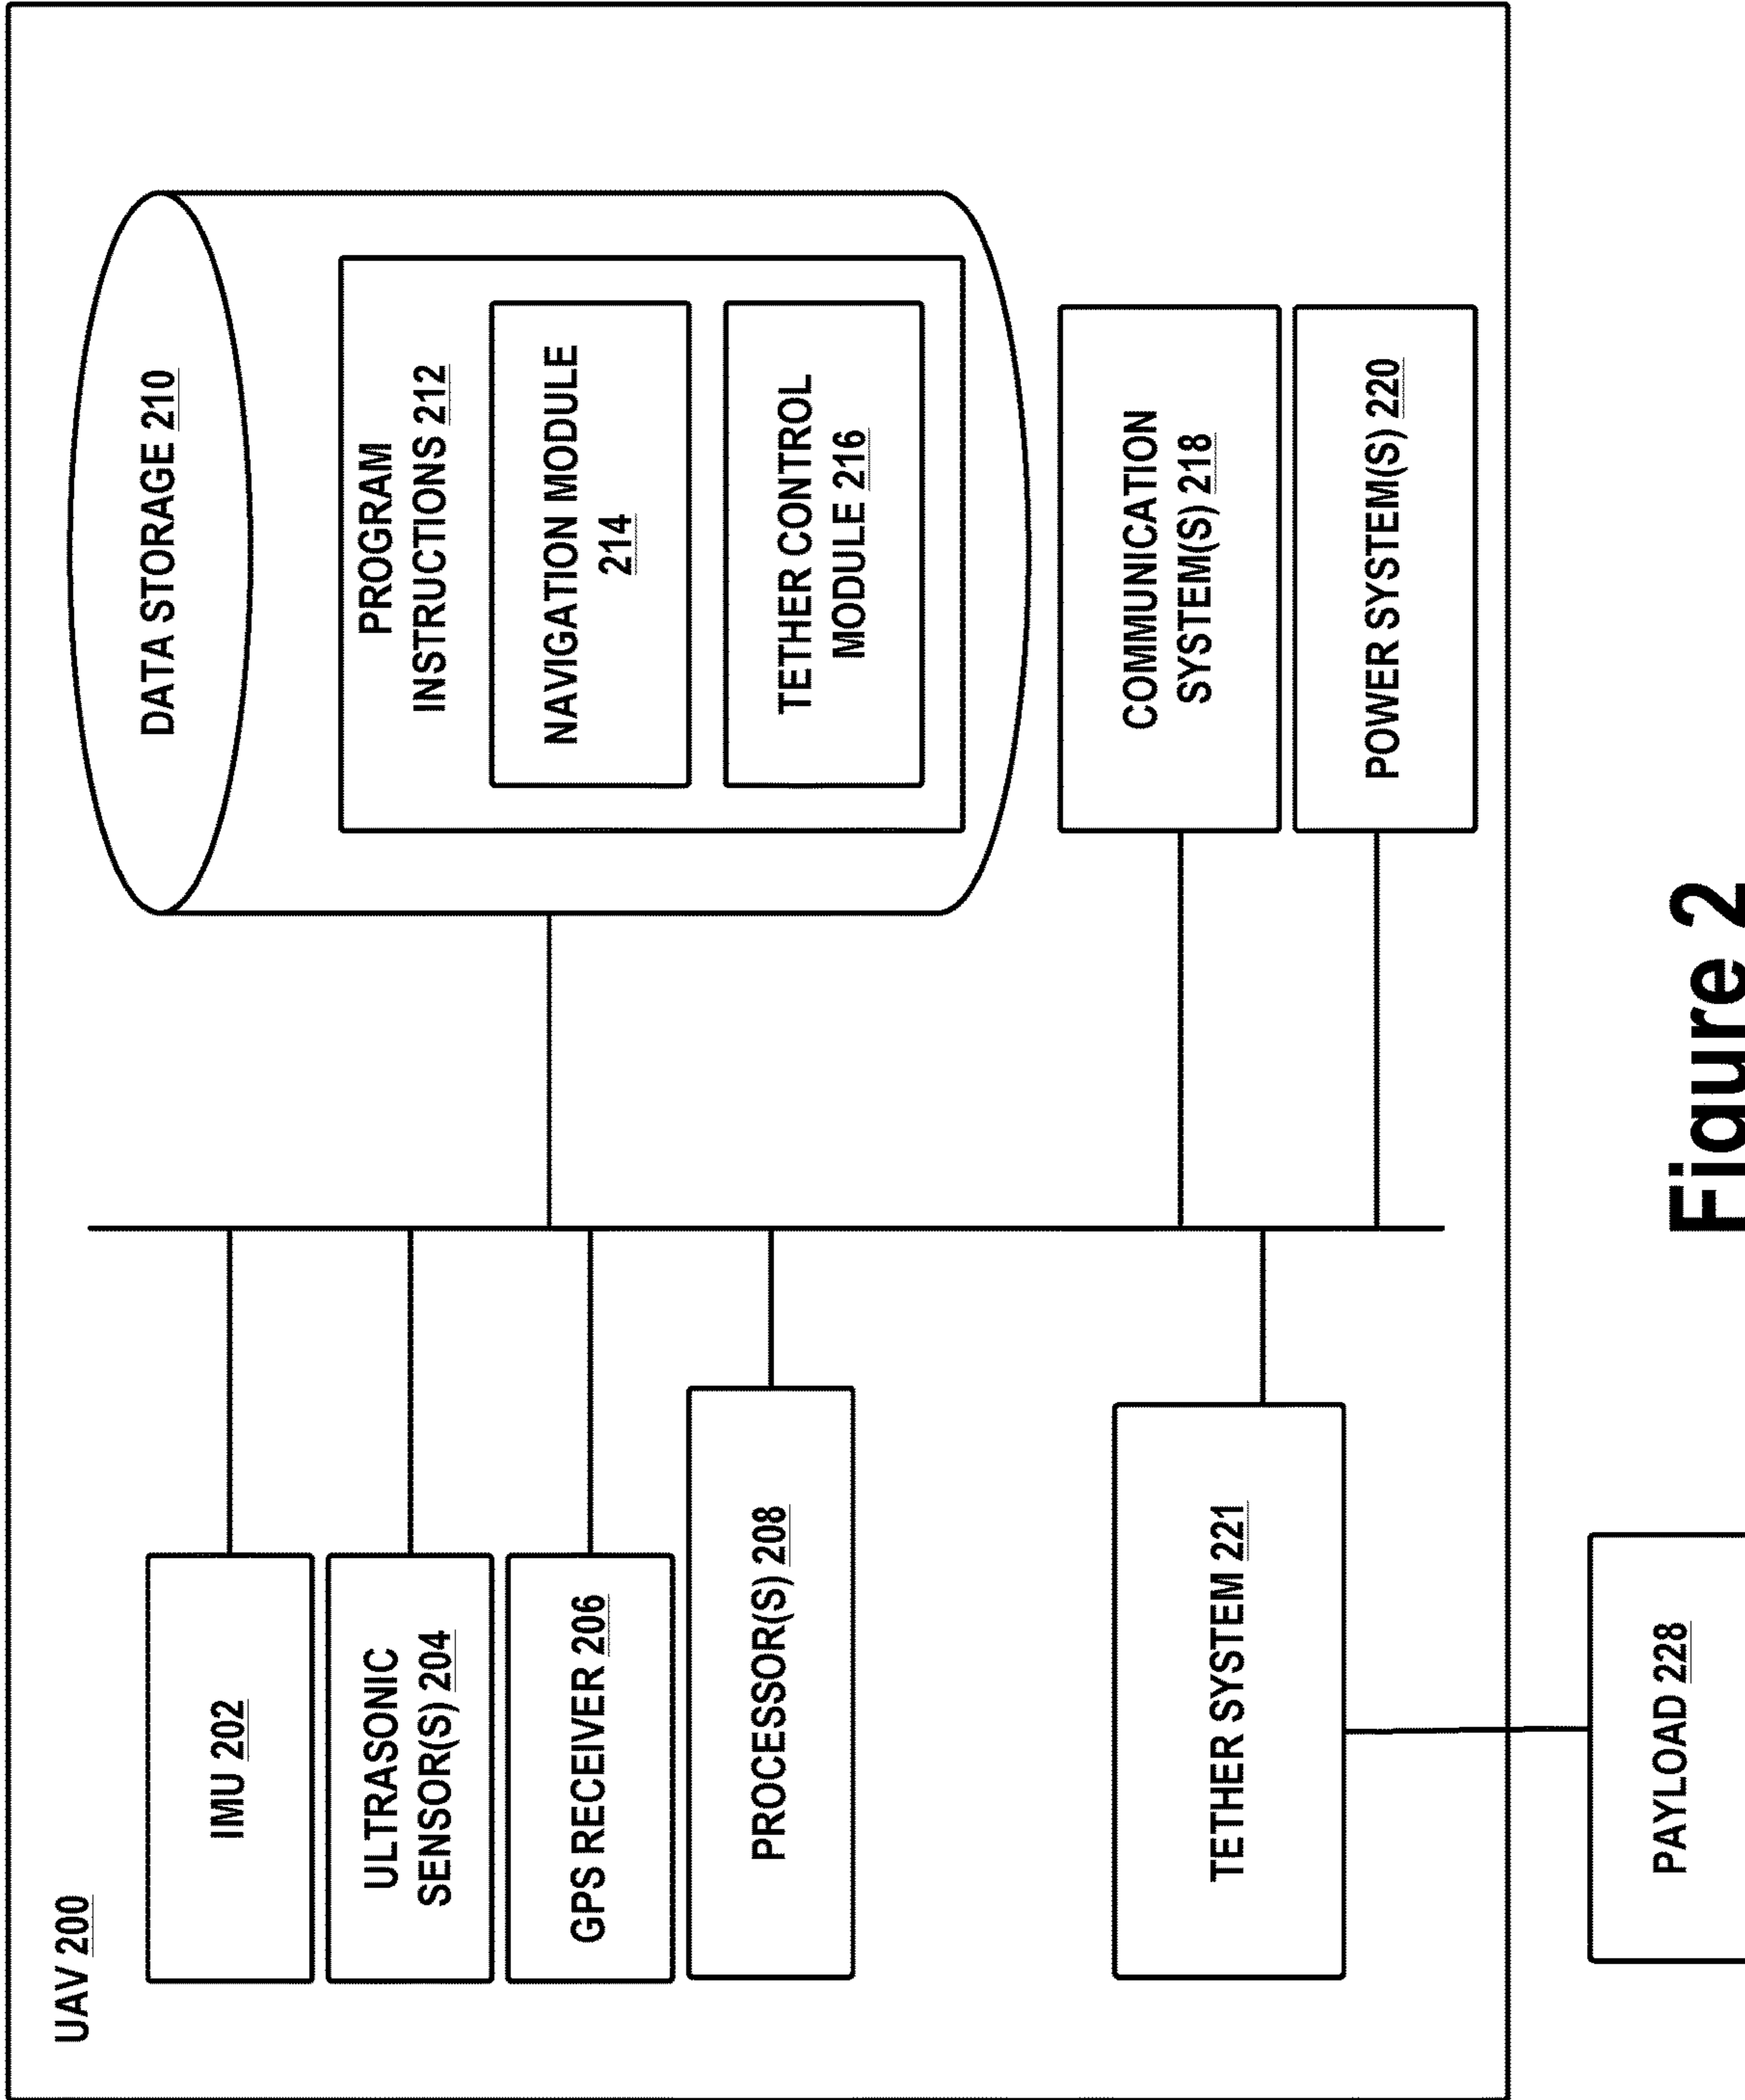 UAV 200
IMU 202
ULTRASONIC
SENSOR(S) 204
GPS RECEIVER 206
PROCESSOR(S) 208
TETHER SYSTEM 221
PAYLOAD 228
DATA STORAGE 210
PROGRAM
INSTRUCTIONS 212
NAVIGATION MODULE
214
TETHER CONTROL
MODULE 216
COMMUNICATION
SYSTEM(S) 218
POWER SYSTEM(S) 220
Figure 2